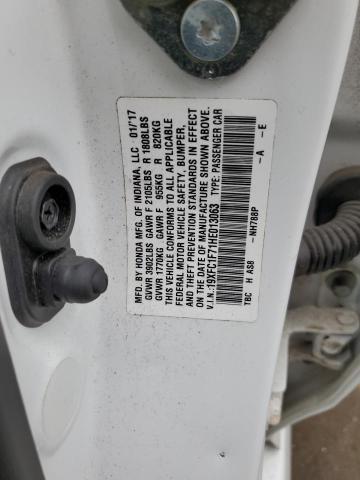 MFD. BY HONDA OF INDIANA, LLC 01/17
GVWR 3902LBS GAWR F 2105LBS R 1808LBS
GVWR 1770KG GAWR F 955KG R 820KG
THIS VEHICLE CONFORMS TO ALL APPLICABLE
FEDERAL MOTOR VEHICLE SAFETY, BUMPER,
AND THEFT PREVENTION STANDARDS IN EFFECT
ON THE DATE OF MANUFACTURE SHOWN ABOVE.
V.I.N.: 19XFC1F71HE013063 TYPE: PASSENGER CAR
TBC H AS8 -NH788P -A -E